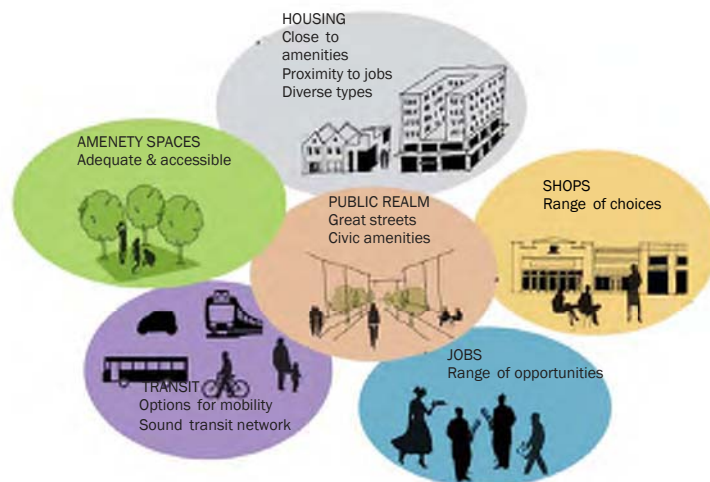 HOUSING
Close to
amenities
Proximity to jobs
Diverse types
AMENETY SPACES
Adequate & accessible
PUBLIC REALM
Great streets
Civic amenities
SHOPS
Range of choices
TRANSIT
Options for mobility
Sound transit network
JOBS
Range of opportunities